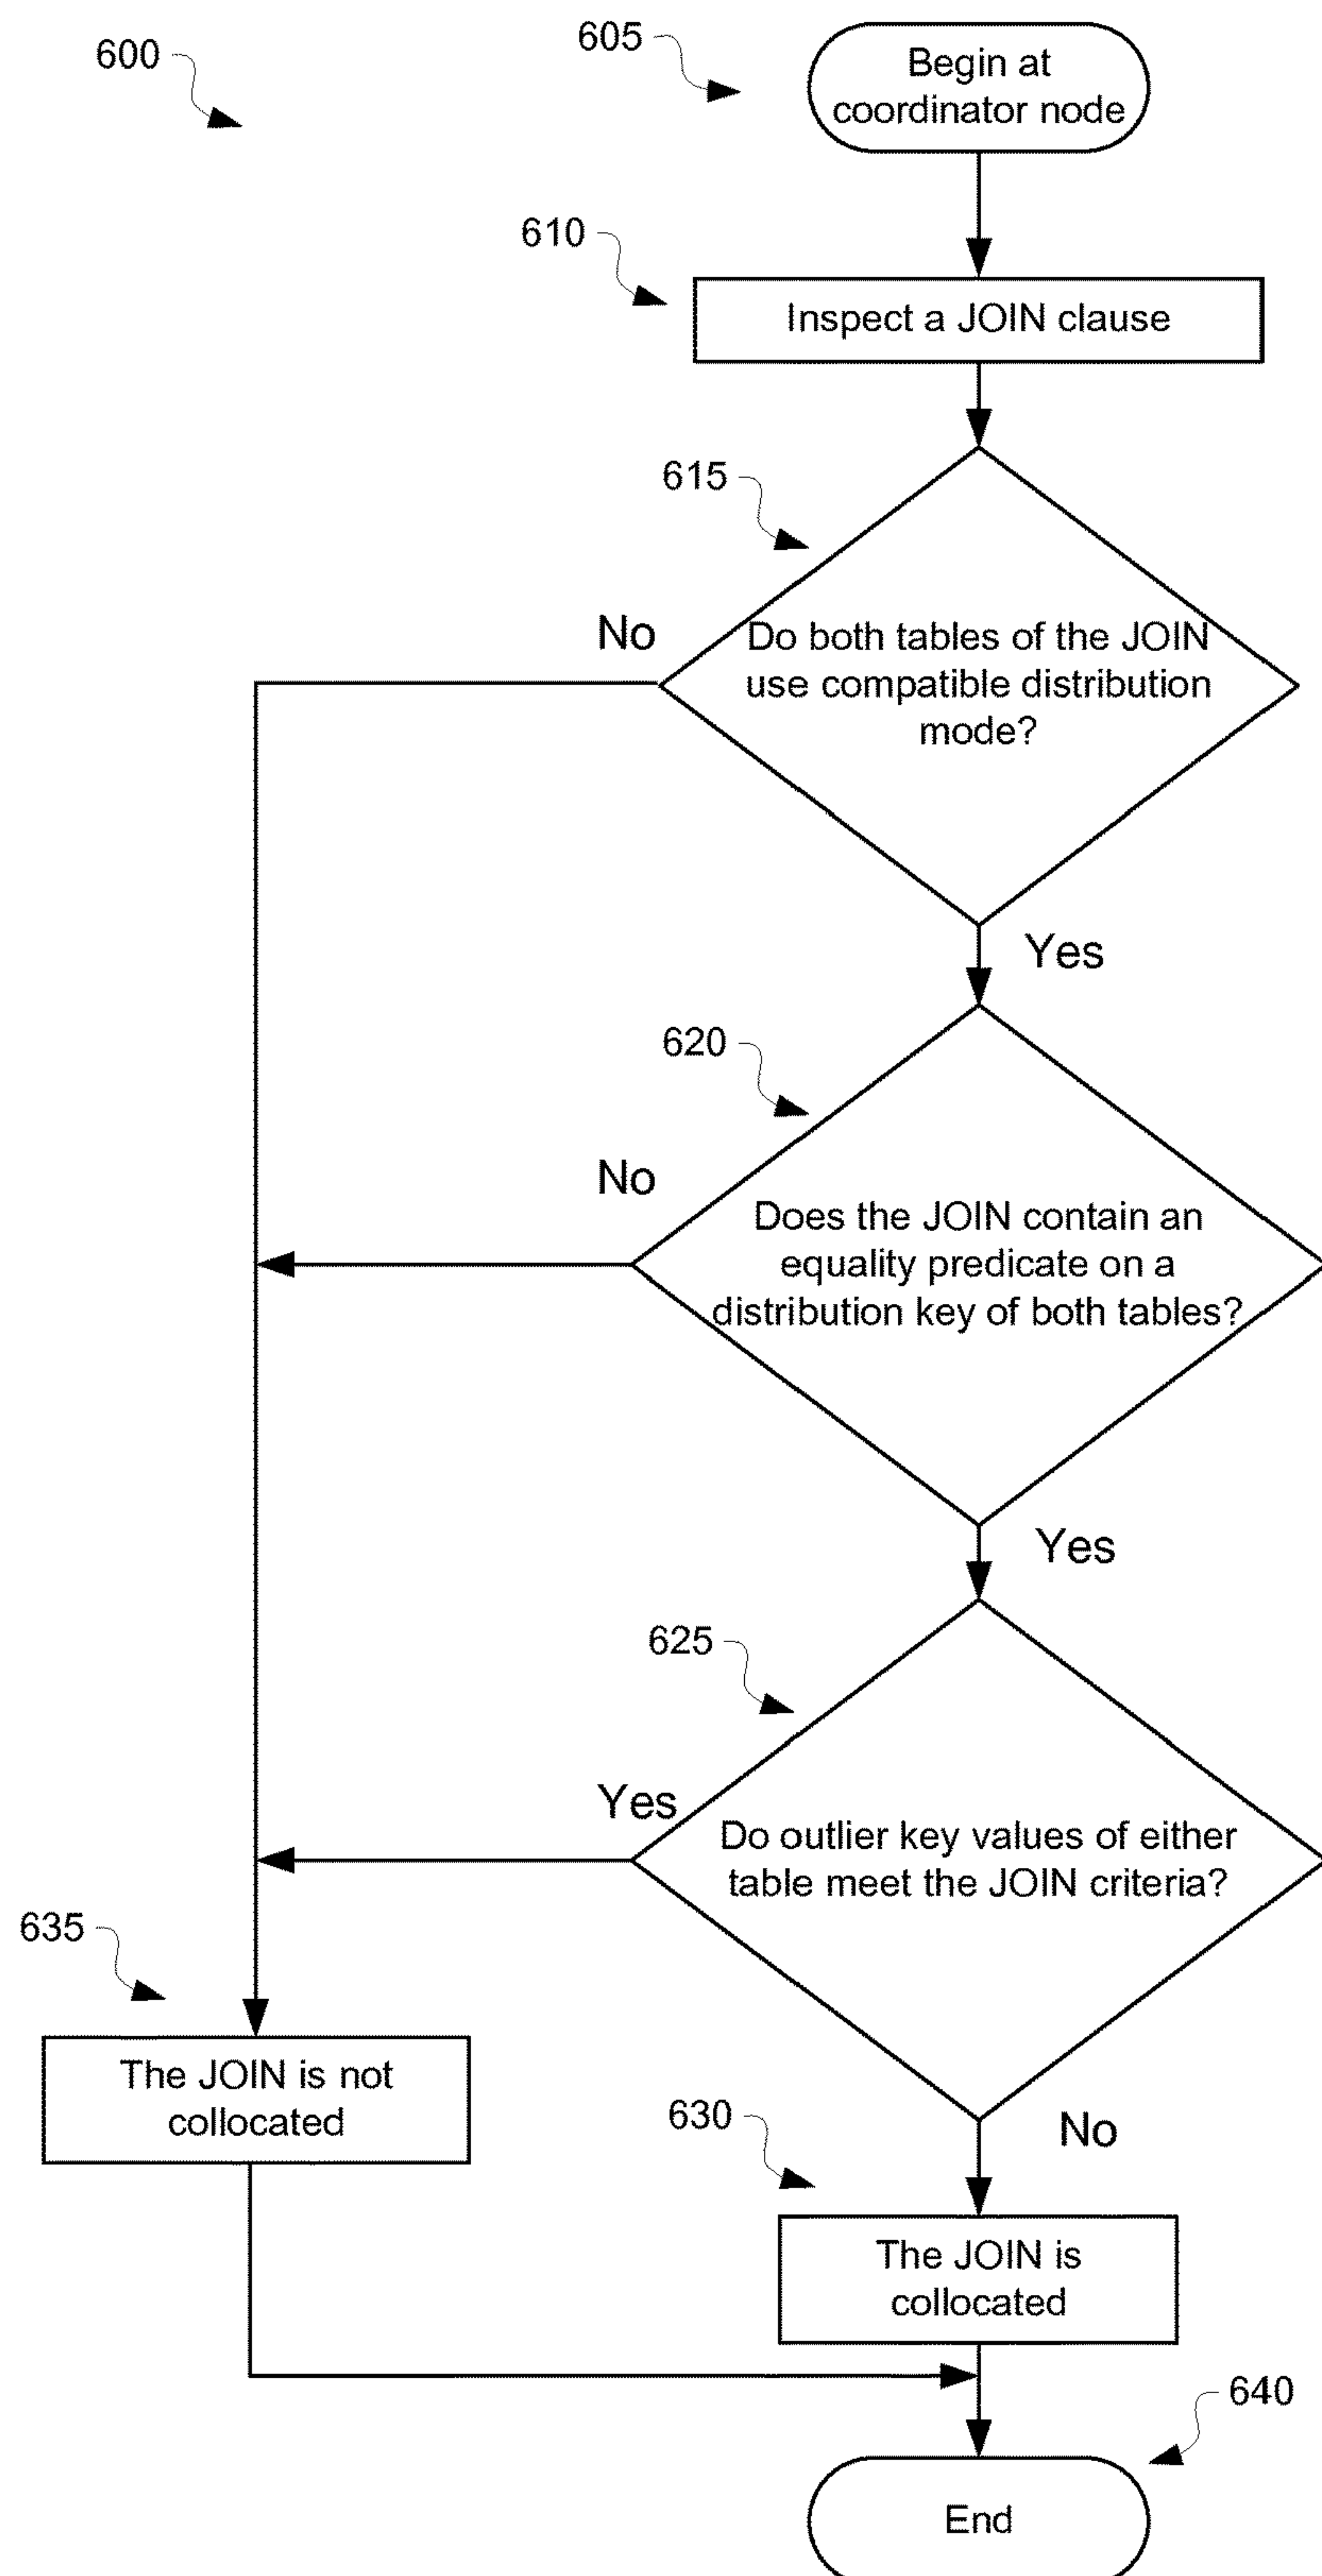 600
605
Begin at
coordinator node
610
Inspect a JOIN clause
615
No
Do both tables of the JOIN
use compatible distribution
mode?
Yes
620
No
Does the JOIN contain an
equality predicate on a
distribution key of both tables?
Yes
625
Yes
Do outlier key values of either
table meet the JOIN criteria?
635
The JOIN is not
collocated
630
No
The JOIN is
collocated
640
End